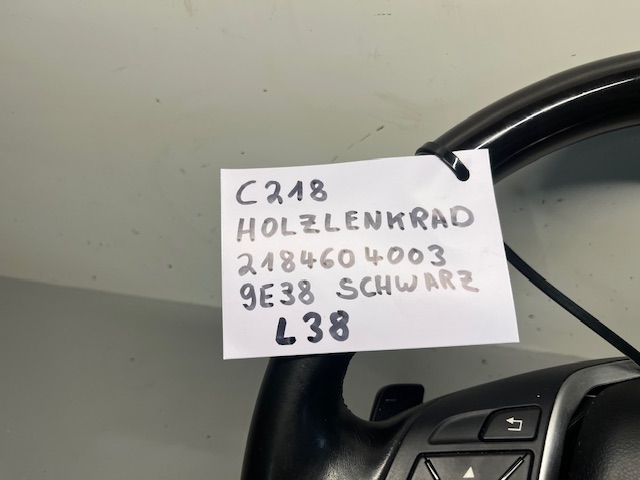 C218
HOLZLENKRAD
2184604003
9E38 SCHWARZ
L38